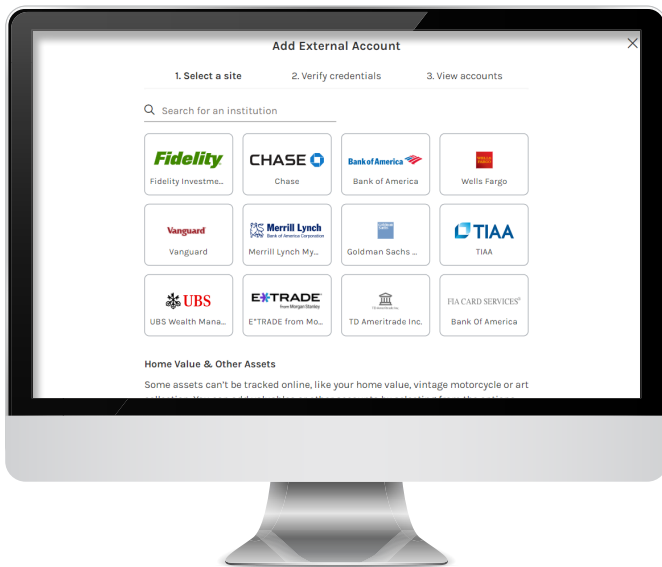 Add External Account
1. Select a site 2. Verify credentials 3. View accounts
Search for an institution
Fidelity CHASE Bank of America WELLS FARGO
Fidelity Investme... Chase Bank of America Wells Fargo
Vanguard Merrill Lynch Goldman Sachs TIAA
Bank of America Corporation
Vanguard Merrill Lynch My... Goldman Sachs ... TIAA
UBS E*TRADE FIA CARD SERVICES®
from Morgan Stanley
UBS Wealth Mana... E*TRADE from Mo... TD Ameritrade Inc. Bank Of America
Home Value & Other Assets
Some assets can't be tracked online, like your home value, vintage motorcycle or art